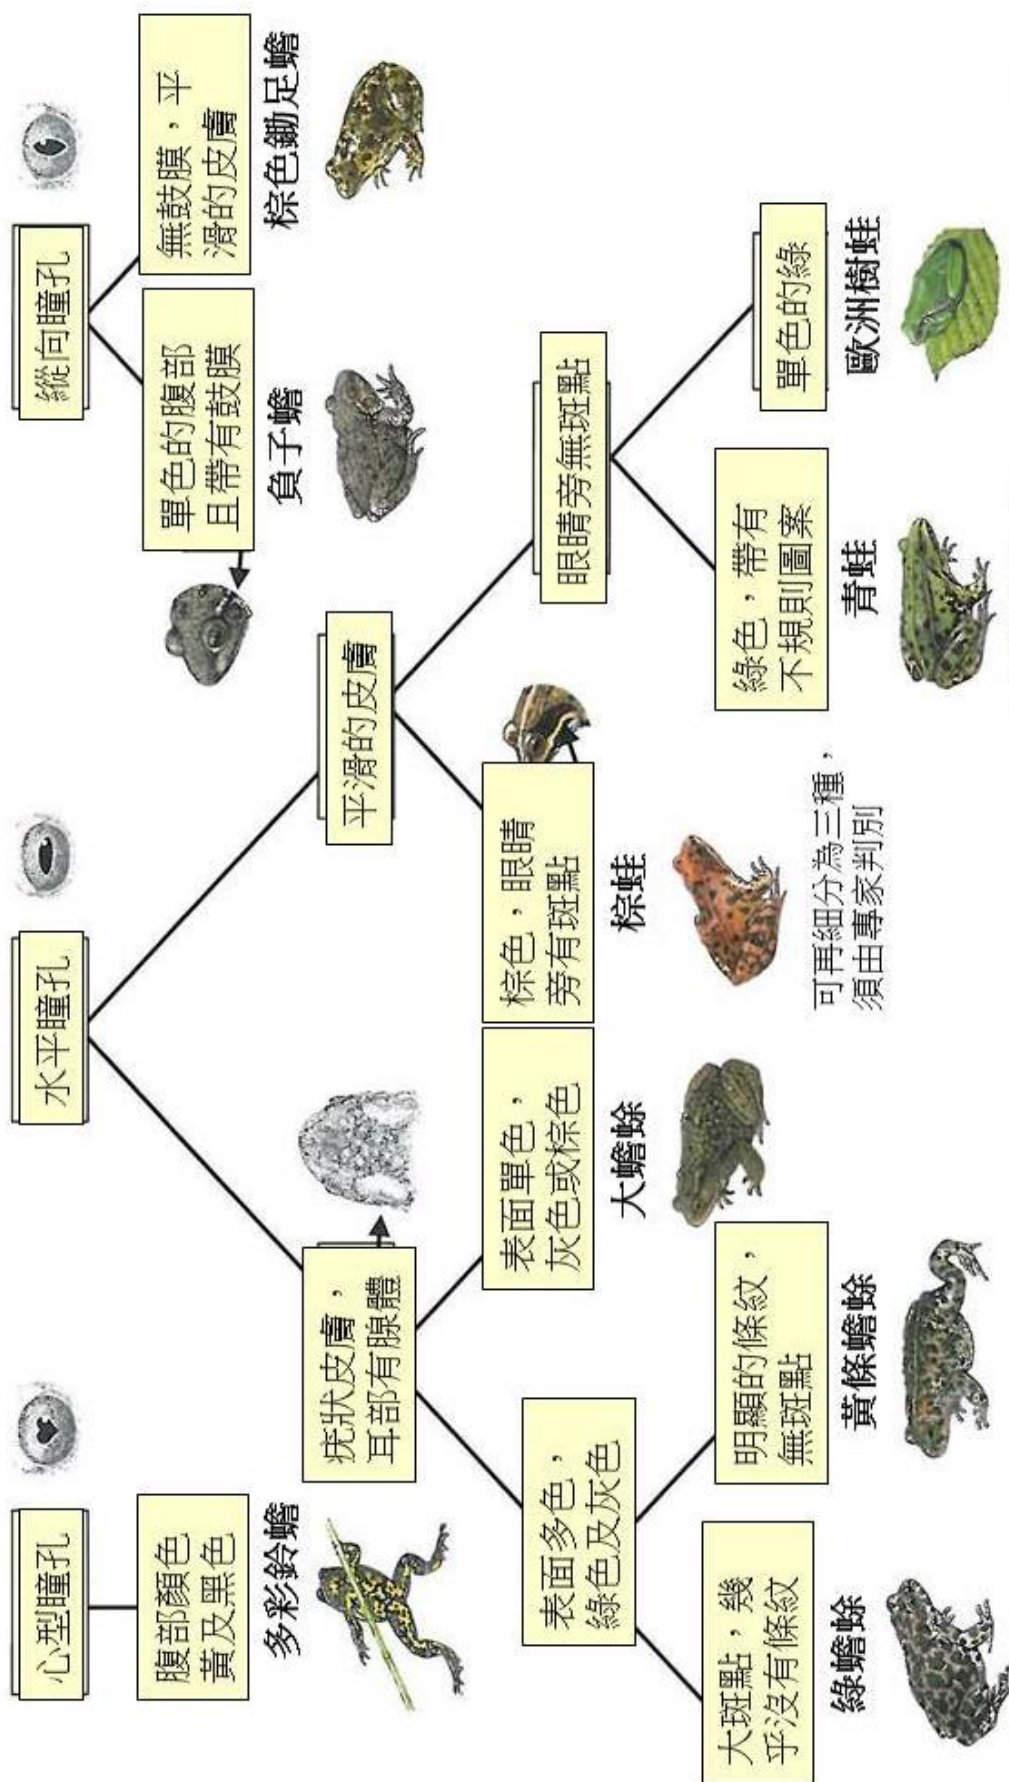 心型瞳孔
腹部顏色
黃及黑色
多彩鈴蟾
水平瞳孔
疣狀皮膚，
耳部有腺體
表面多色，
綠色及灰色
大斑點，幾
乎沒有條紋
綠蟾蜍
明顯的條紋，
無斑點
黃條蟾蜍
表面單色，
灰色或棕色
大蟾蜍
平滑的皮膚
棕色，眼睛
旁有斑點
棕蛙
可再細分為三種，
須由專家判別
眼睛旁無斑點
綠色，帶有
不規則圖案
青蛙
單色的綠
歐洲樹蛙
縱向瞳孔
單色的腹部
且帶有鼓膜
負子蟾
無鼓膜，平
滑的皮膚
棕色鋤足蟾